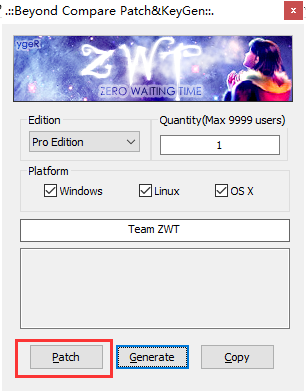 .::Beyond Compare Patch&KeyGen::.
x
ygeR
ZWT
ZERO WAITING TIME
Edition
Quantity(Max 9999 users)
Pro Edition
1
Platform
Windows
Linux
OS X
Team ZWT
Patch
Generate
Copy